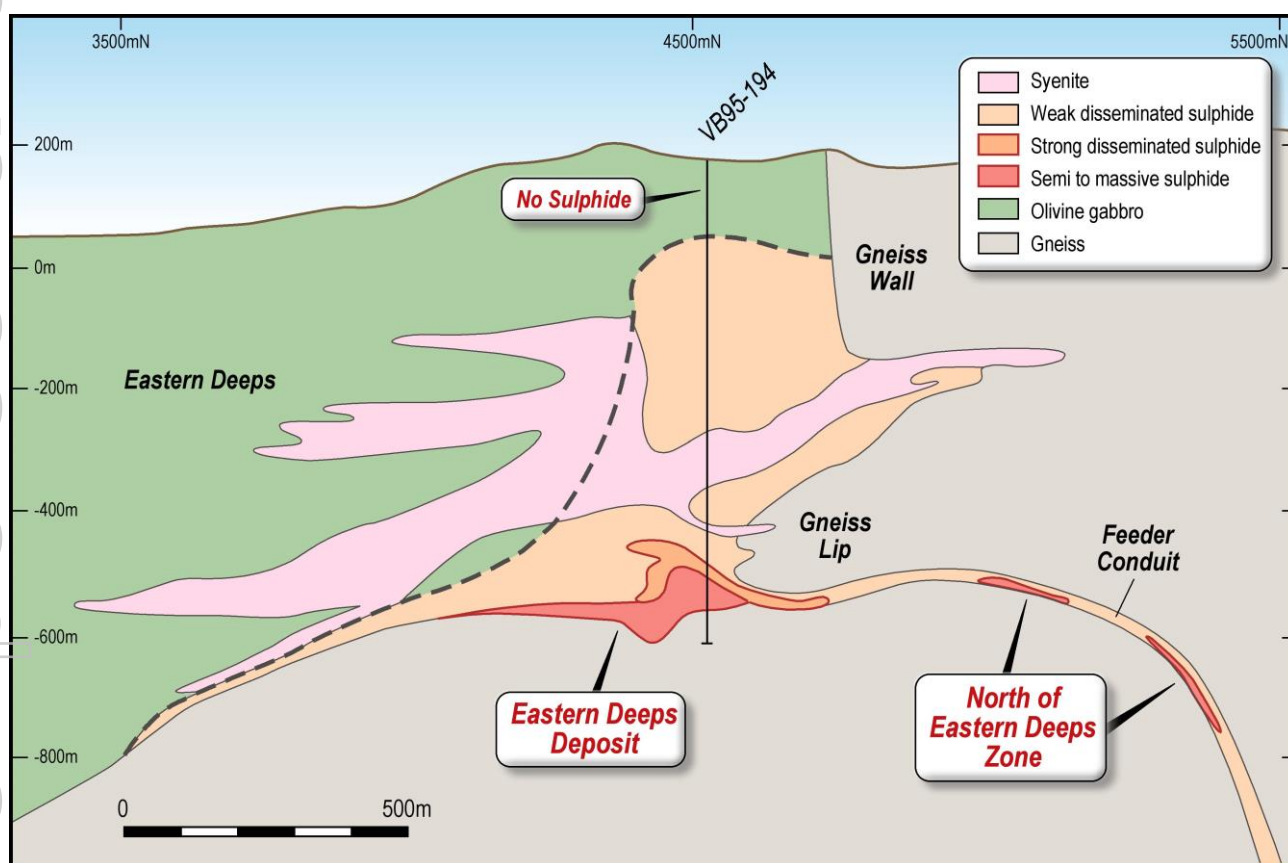 3500mN
4500mN
5500mN
VB95-194
Syenite
Weak disseminated sulphide
Strong disseminated sulphide
Semi to massive sulphide
Olivine gabbro
Gneiss
200m
0m
-200m
-400m
-600m
-800m
No Sulphide
Gneiss
Wall
Eastern Deeps
Gneiss
Lip
Feeder
Conduit
Eastern Deeps
Deposit
North of
Eastern Deeps
Zone
0
500m